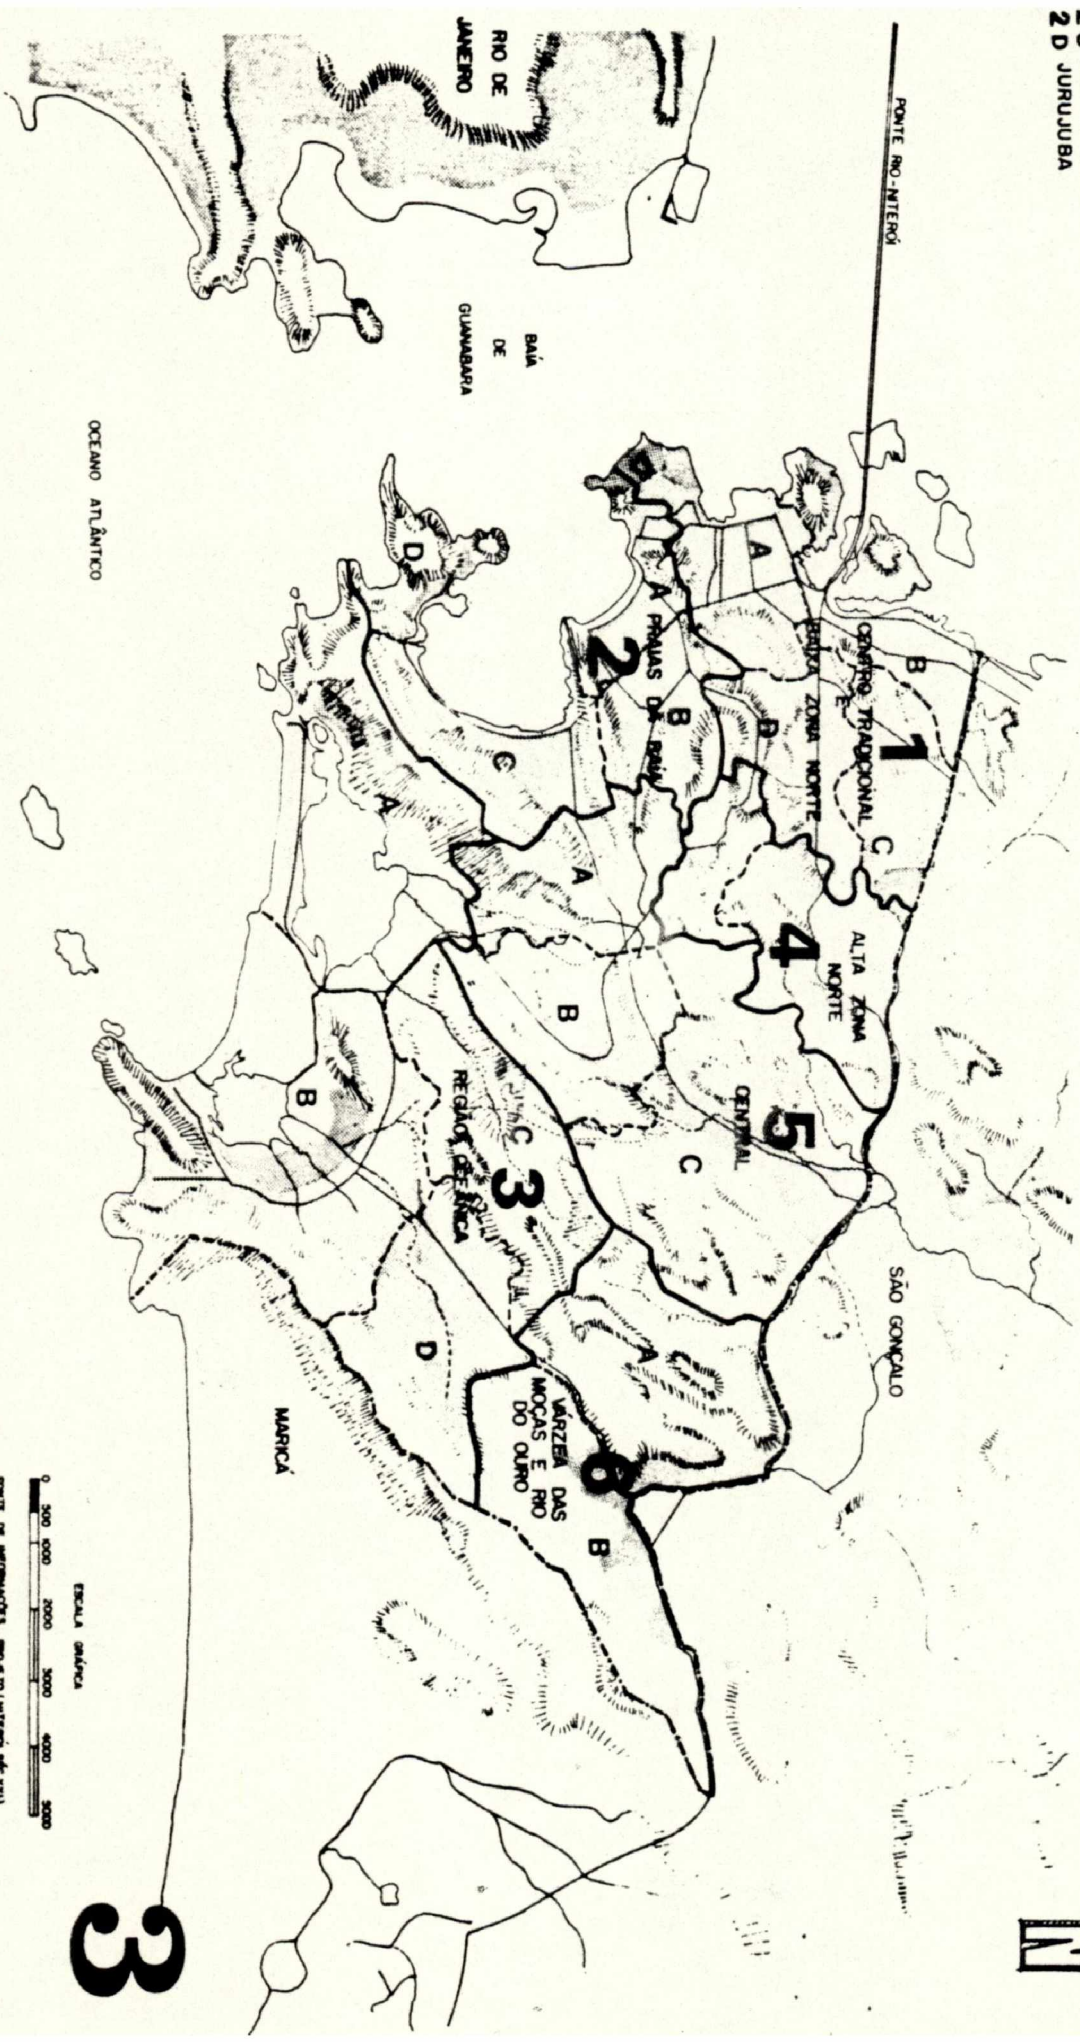 2 D JURUJUBA
PONTE RIO-NITERÓI
RIO DE
JANEIRO
BAÍA
DE
GUANABARA
OCEANO ATLÂNTICO
1
CENTRO TRADICIONAL
BAIXA ZONA NORTE
A
B
C
D
E
2
PRAIAS DA BAÍA
A
B
C
D
D
4
ALTA ZONA
NORTE
5
CENTRAL
A
B
C
3
REGIÃO OCEÂNICA
A
B
C
D
6
VÁRZEA DAS
MOÇAS E RIO
DO OURO
A
B
SÃO GONÇALO
MARICÁ
ESCALA GRÁFICA
0 500 1000 2000 3000 4000 5000
3
N